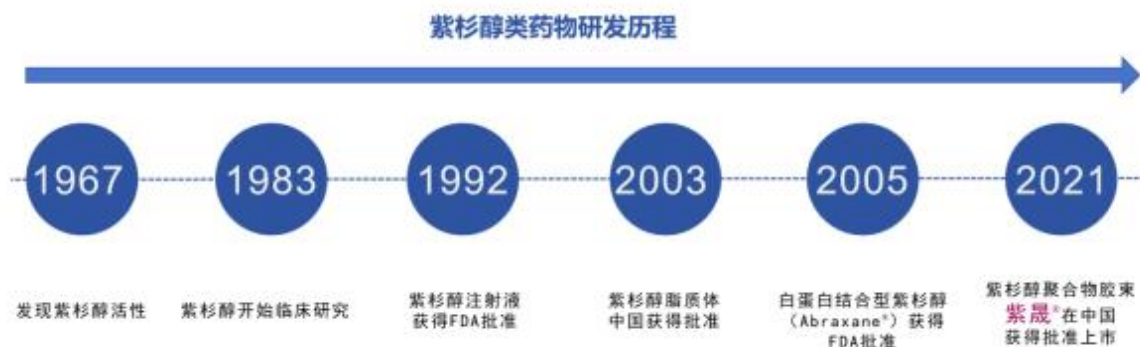 紫杉醇类药物研发历程
1967
1983
1992
2003
2005
2021
发现紫杉醇活性
紫杉醇开始临床研究
紫杉醇注射液
获得FDA批准
紫杉醇脂质体
中国获得批准
白蛋白结合型紫杉醇
（Abraxane®）获得
FDA批准
紫杉醇聚合物胶束
紫晟®在中国
获得批准上市